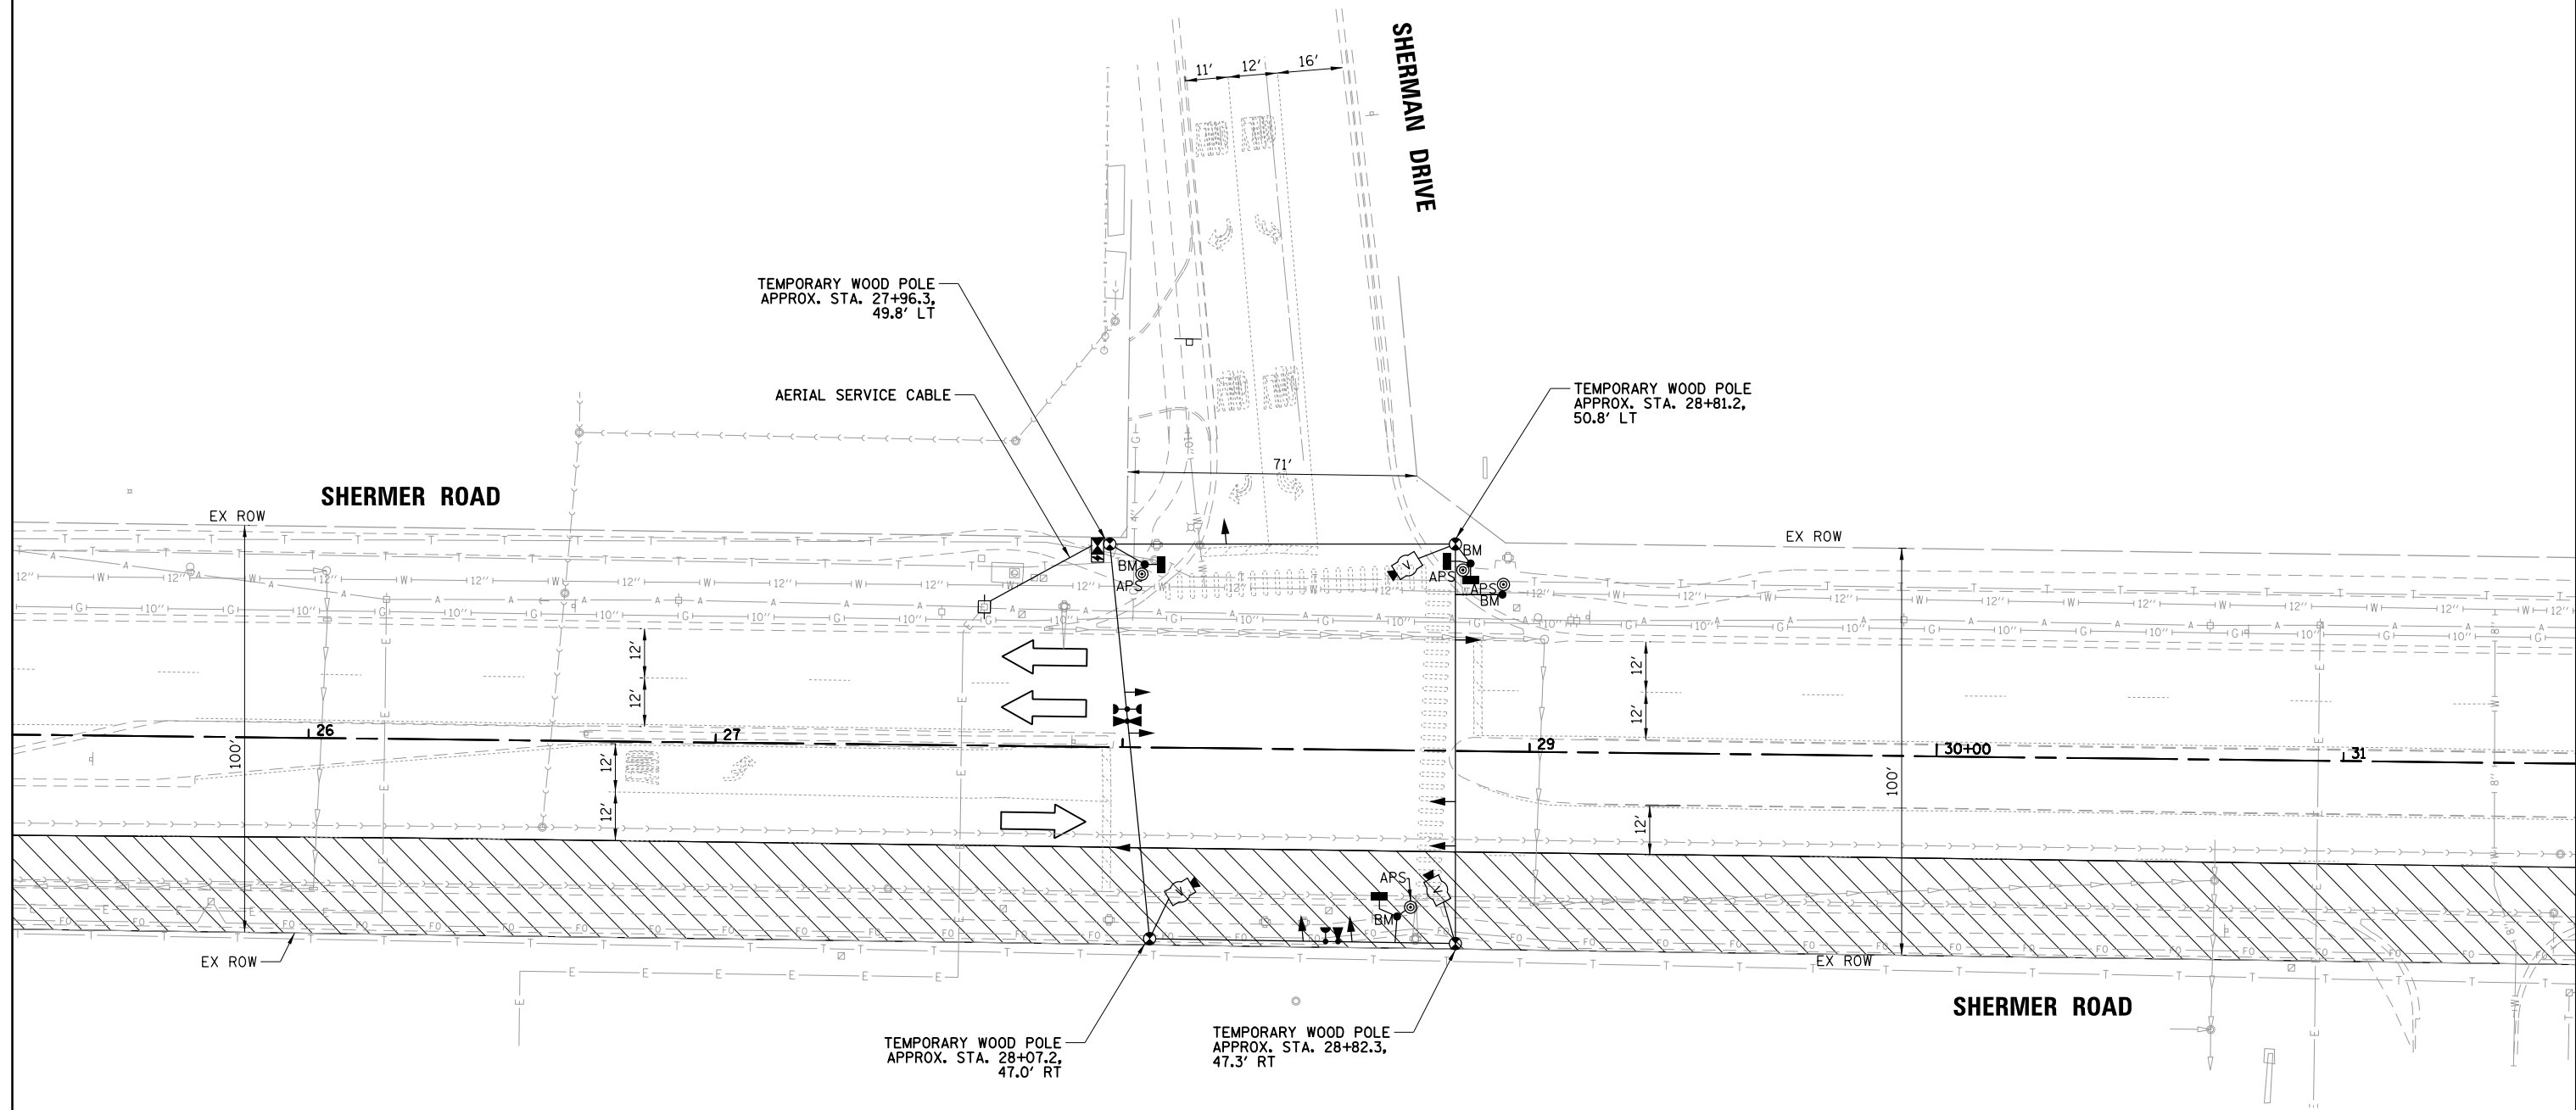 SHERMAN DRIVE
11' 12' 16'
TEMPORARY WOOD POLE
APPROX. STA. 27+96.3,
49.8' LT
AERIAL SERVICE CABLE
TEMPORARY WOOD POLE
APPROX. STA. 28+81.2,
50.8' LT
71'
SHERMER ROAD
EX ROW
EX ROW
BM
APS
BM
APS
APS
BM
12'
12'
12'
12'
26
27
29
30+00
31
100'
100'
12'
12'
12'
APS
BM
EX ROW
EX ROW
SHERMER ROAD
TEMPORARY WOOD POLE
APPROX. STA. 28+07.2,
47.0' RT
TEMPORARY WOOD POLE
APPROX. STA. 28+82.3,
47.3' RT